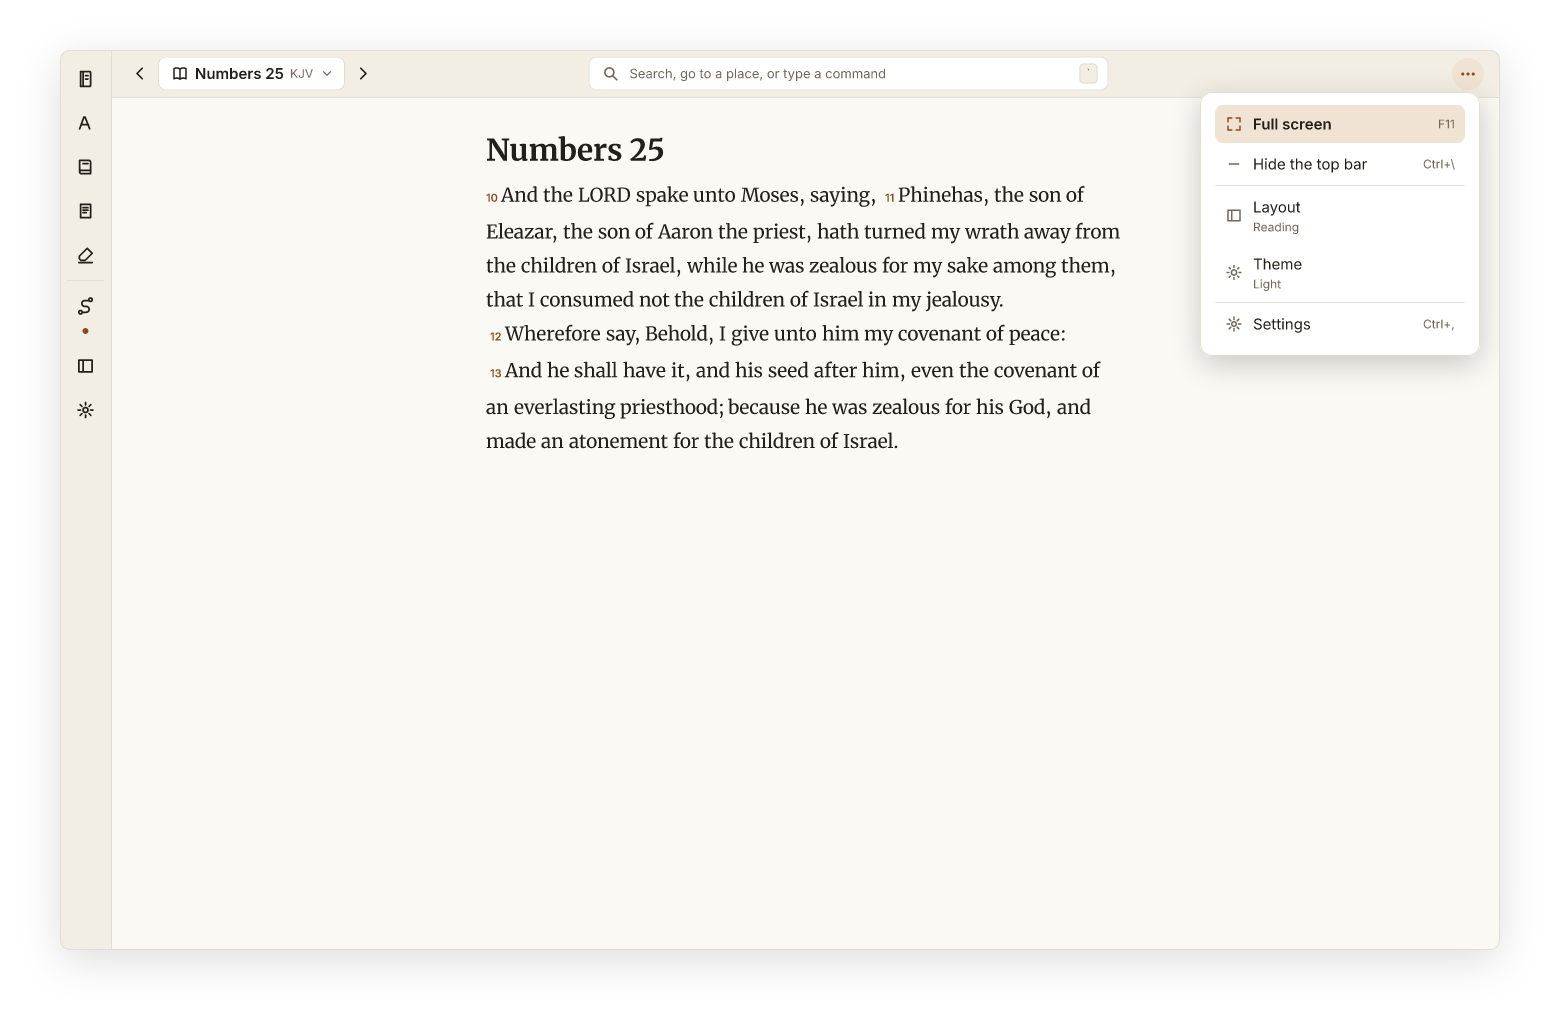 Numbers 25 KJV
Search, go to a place, or type a command
Full screen F11
Hide the top bar Ctrl+\
Layout
Reading
Theme
Light
Settings Ctrl+,
Numbers 25
10 And the LORD spake unto Moses, saying, 11 Phinehas, the son of
Eleazar, the son of Aaron the priest, hath turned my wrath away from
the children of Israel, while he was zealous for my sake among them,
that I consumed not the children of Israel in my jealousy.
12 Wherefore say, Behold, I give unto him my covenant of peace:
13 And he shall have it, and his seed after him, even the covenant of
an everlasting priesthood; because he was zealous for his God, and
made an atonement for the children of Israel.